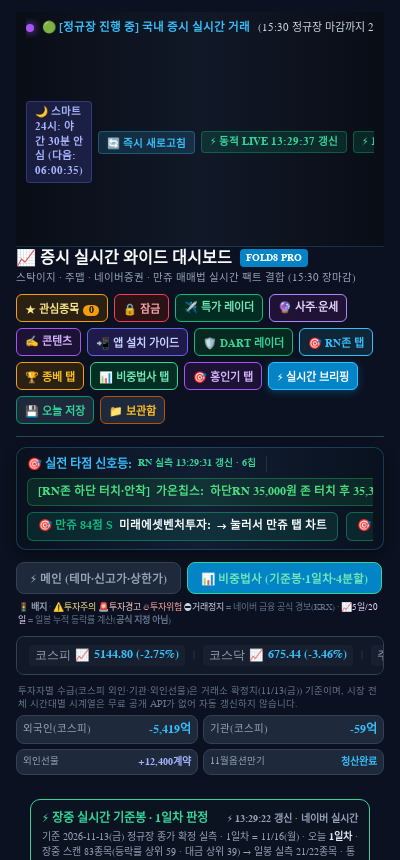 🟢 [정규장 진행 중] 국내 증시 실시간 거래 (15:30 정규장 마감까지 2
🌙 스마트
24시: 야
간 30분 안
심 (다음:
06:00:35)
🔄 즉시 새로고침
⚡ 동적 LIVE 13:29:37 갱신
📈 증시 실시간 와이드 대시보드 FOLD8 PRO
스탁이지 · 주맵 · 네이버증권 · 만쥬 매매법 실시간 팩트 결합 (15:30 장마감)
★ 관심종목 0
🔒 잠금
✈️ 특가 레이더
🔮 사주·운세
✍️ 콘텐츠
📲 앱 설치 가이드
🛡️ DART 레이더
🎯 RN존 탭
🏆 종베 탭
📊 비중법사 탭
🎯 홍인기 탭
⚡ 실시간 브리핑
💾 오늘 저장
📁 보관함
🎯 실전 타점 신호등: RN 실측 13:29:31 갱신 · 6칩
[RN존 하단 터치·안착] 가온칩스: 하단RN 35,000원 존 터치 후 35,3
🎯 만쥬 84점 S 미래에셋벤처투자: → 눌러서 만쥬 탭 차트
🎯
⚡ 메인 (테마·신고가·상한가)
📊 비중법사 (기준봉·1일차·4분할)
🚦 배지 · ⚠️투자주의 🚨투자경고 ⛔거래정지 = 네이버 금융 공식 경보(KRX) · 📈5일/20
일 = 일봉 누적 등락률 계산(공식 지정 아님)
코스피 📈 5144.80 (-2.75%)
코스닥 📈 675.44 (-3.46%)
투자자별 수급(코스피 외인·기관·외인선물)은 거래소 확정치(11/13(금)) 기준이며, 시장 전
체 시간대별 시계열은 무료 공개 API가 없어 자동 갱신하지 않습니다.
외국인(코스피) -5,419억
기관(코스피) -59억
외인선물 +12,400계약
11월옵션만기 청산완료
⚡ 장중 실시간 기준봉 · 1일차 판정 ⚡ 13:29:22 갱신 · 네이버 실시간
기준 2026-11-13(금) 정규장 종가 확정 실측 · 1일차 = 11/16(월) · 오늘 1일차 ·
장중 스캔 83종목(등락률 상위 59 · 대금 상위 39) → 일봉 실측 21/22종목 · 통